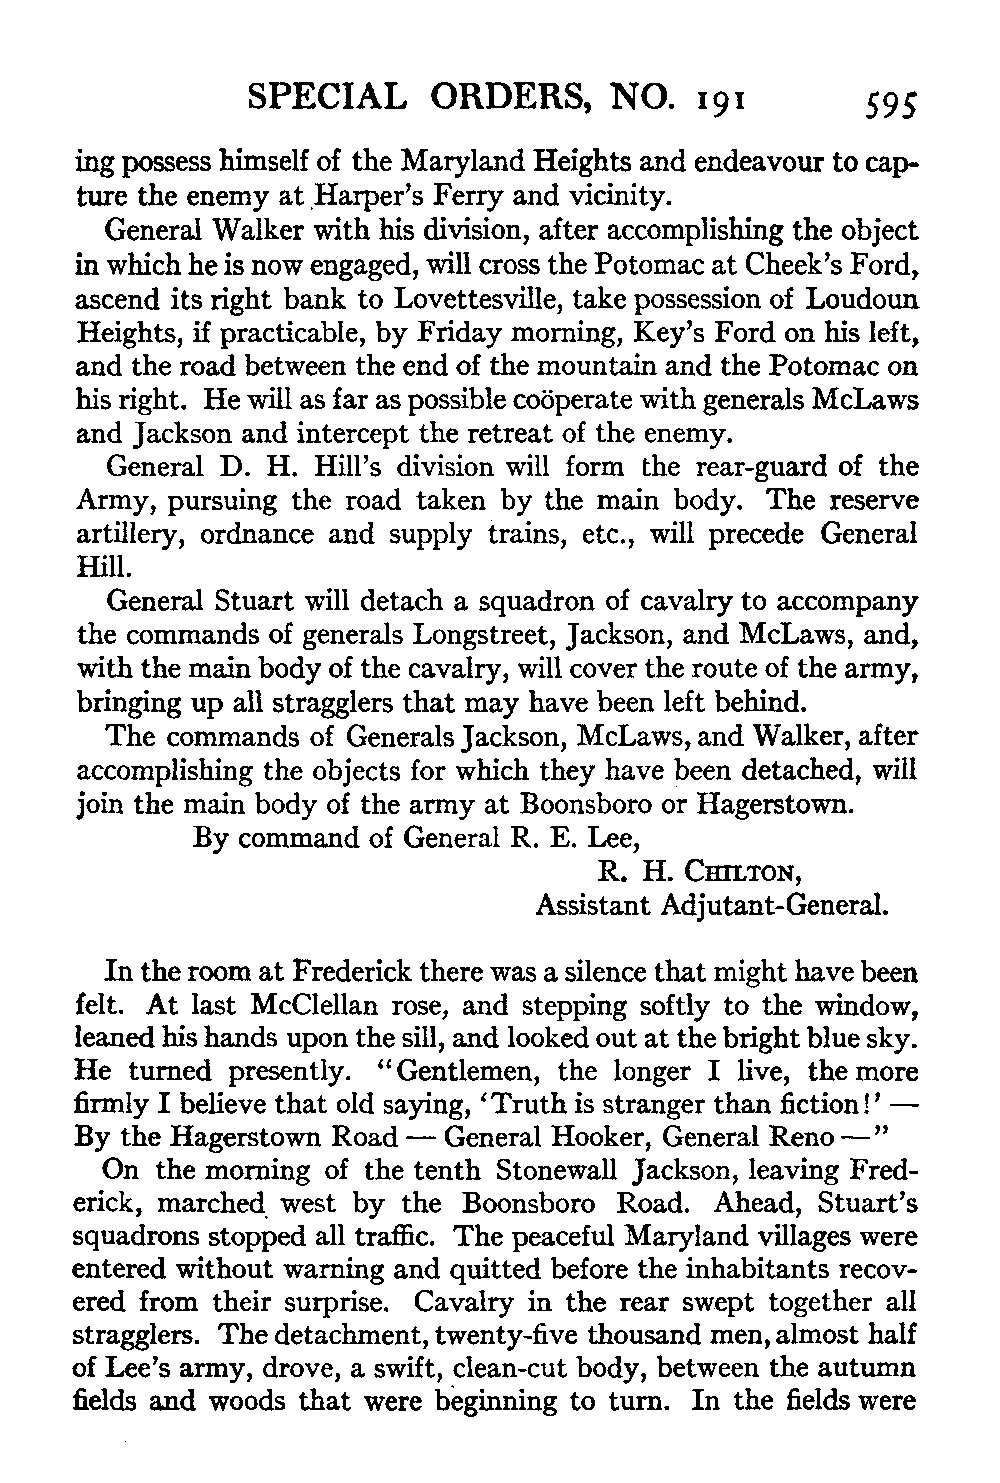 SPECIAL ORDERS, NO. 191 595
ing possess himself of the Maryland Heights and endeavour to cap-
ture the enemy at Harper's Ferry and vicinity.
General Walker with his division, after accomplishing the object
in which he is now engaged, will cross the Potomac at Cheek's Ford,
ascend its right bank to Lovettesville, take possession of Loudoun
Heights, if practicable, by Friday morning, Key's Ford on his left,
and the road between the end of the mountain and the Potomac on
his right. He will as far as possible coöperate with generals McLaws
and Jackson and intercept the retreat of the enemy.
General D. H. Hill's division will form the rear-guard of the
Army, pursuing the road taken by the main body. The reserve
artillery, ordnance and supply trains, etc., will precede General
Hill.
General Stuart will detach a squadron of cavalry to accompany
the commands of generals Longstreet, Jackson, and McLaws, and,
with the main body of the cavalry, will cover the route of the army,
bringing up all stragglers that may have been left behind.
The commands of Generals Jackson, McLaws, and Walker, after
accomplishing the objects for which they have been detached, will
join the main body of the army at Boonsboro or Hagerstown.
By command of General R. E. Lee,
R. H. CHILTON,
Assistant Adjutant-General.
In the room at Frederick there was a silence that might have been
felt. At last McClellan rose, and stepping softly to the window,
leaned his hands upon the sill, and looked out at the bright blue sky.
He turned presently. "Gentlemen, the longer I live, the more
firmly I believe that old saying, 'Truth is stranger than fiction!' —
By the Hagerstown Road — General Hooker, General Reno —"
On the morning of the tenth Stonewall Jackson, leaving Fred-
erick, marched west by the Boonsboro Road. Ahead, Stuart's
squadrons stopped all traffic. The peaceful Maryland villages were
entered without warning and quitted before the inhabitants recov-
ered from their surprise. Cavalry in the rear swept together all
stragglers. The detachment, twenty-five thousand men, almost half
of Lee's army, drove, a swift, clean-cut body, between the autumn
fields and woods that were beginning to turn. In the fields were